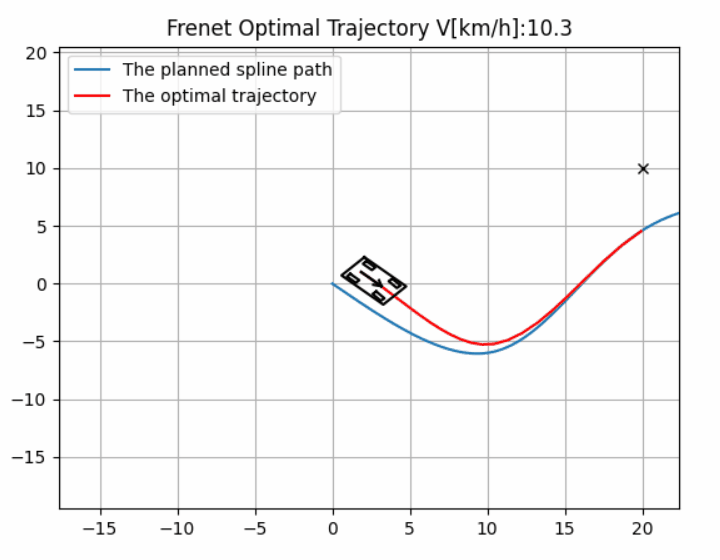 Frenet Optimal Trajectory V[km/h]:10.3
20
The planned spline path
The optimal trajectory
15
10
5
0
−5
−10
−15
−15 −10 −5 0 5 10 15 20